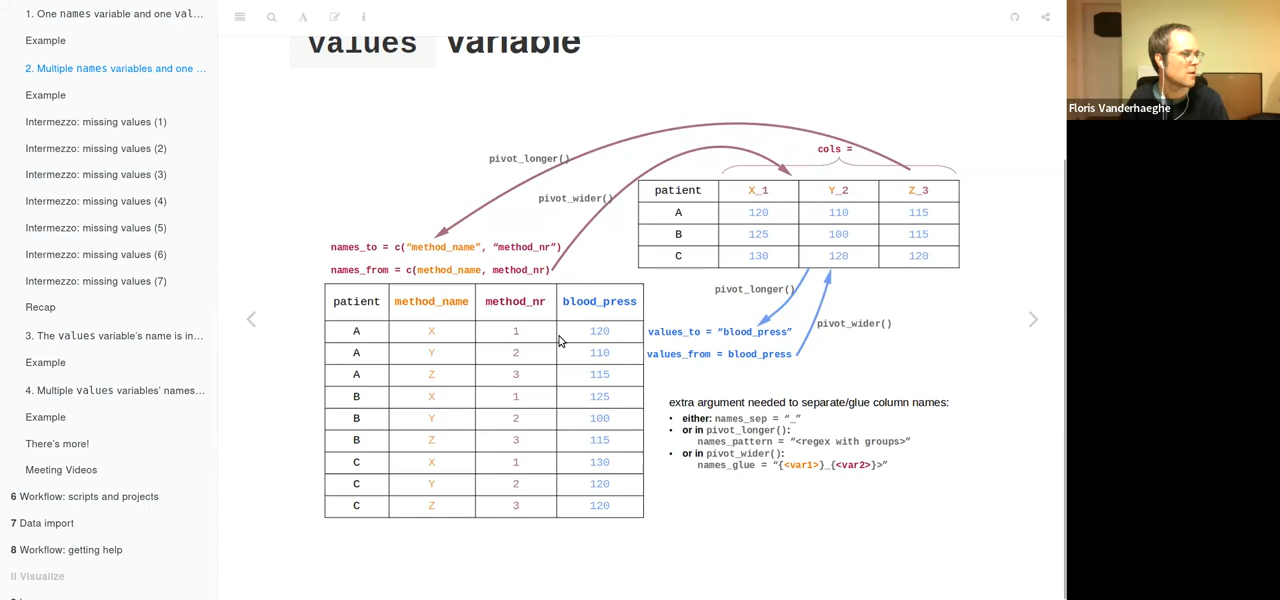 1. One names variable and one val...
Example
2. Multiple names variables and one ...
Example
Intermezzo: missing values (1)
Intermezzo: missing values (2)
Intermezzo: missing values (3)
Intermezzo: missing values (4)
Intermezzo: missing values (5)
Intermezzo: missing values (6)
Intermezzo: missing values (7)
Recap
3. The values variable's name is in...
Example
4. Multiple values variables' names...
Example
There's more!
Meeting Videos
6 Workflow: scripts and projects
7 Data import
8 Workflow: getting help
II Visualize
A
i
values variable
pivot_longer()
pivot_wider()
cols =
patient X_1 Y_2 Z_3
A 120 110 115
B 125 100 115
C 130 120 120
names_to = c("method_name", "method_nr")
names_from = c(method_name, method_nr)
patient method_name method_nr blood_press
A X 1 120
A Y 2 110
A Z 3 115
B X 1 125
B Y 2 100
B Z 3 115
C X 1 130
C Y 2 120
C Z 3 120
pivot_longer()
pivot_wider()
values_to = "blood_press"
values_from = blood_press
extra argument needed to separate/glue column names:
• either: names_sep = "_"
• or in pivot_longer():
names_pattern = "<regex with groups>"
• or in pivot_wider():
names_glue = "{<var1>}_{<var2>}>"
Floris Vanderhaeghe